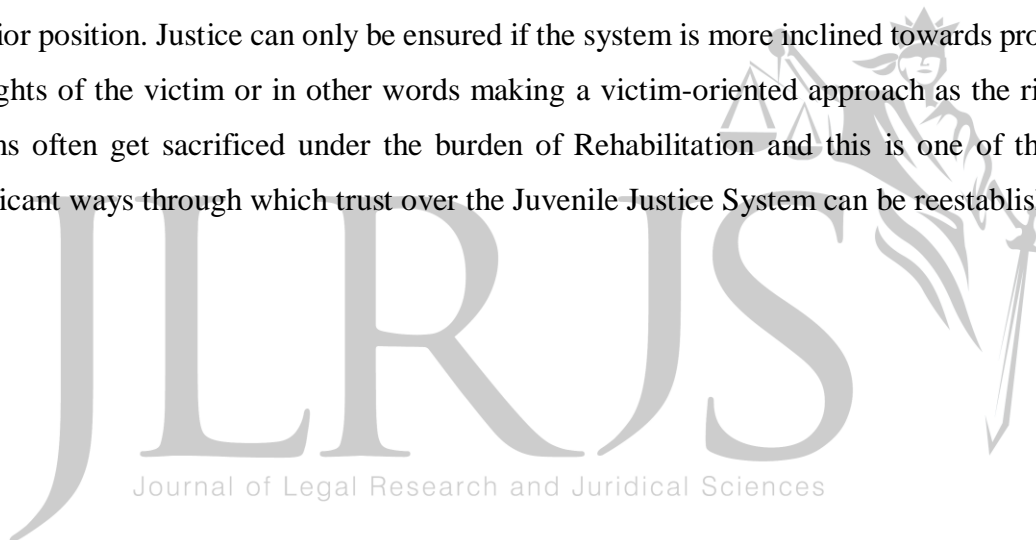 ior position. Justice can only be ensured if the system is more inclined towards pro
ghts of the victim or in other words making a victim-oriented approach as the ri
ns often get sacrificed under the burden of Rehabilitation and this is one of th
icant ways through which trust over the Juvenile Justice System can be reestablis
JLRJS
Journal of Legal Research and Juridical Sciences